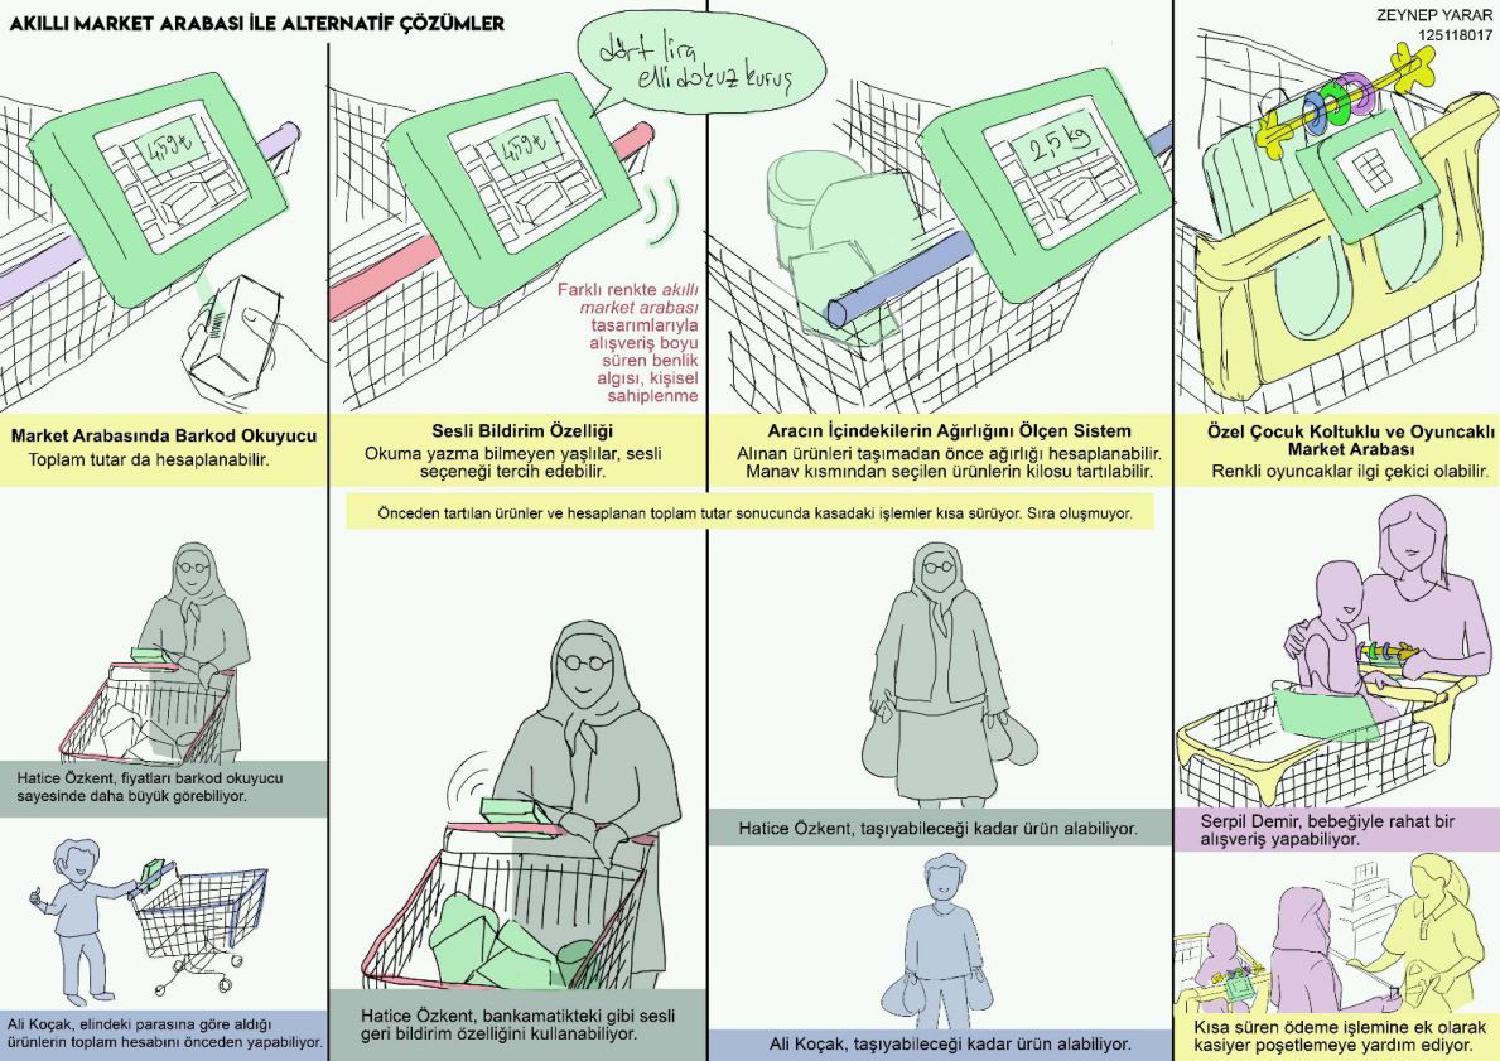 AKILLI MARKET ARABASI İLE ALTERNATİF ÇÖZÜMLER
ZEYNEP YARAR
125118017
4,59₺
dört lira
elli dokuz kuruş
4,59₺
2,5 kg
Farklı renkte akıllı
market arabası
tasarımlarıyla
alışveriş boyu
süren benlik
algısı, kişisel
sahiplenme
Market Arabasında Barkod Okuyucu
Toplam tutar da hesaplanabilir.
Sesli Bildirim Özelliği
Okuma yazma bilmeyen yaşlılar, sesli
seçeneği tercih edebilir.
Aracın İçindekilerin Ağırlığını Ölçen Sistem
Alınan ürünleri taşımadan önce ağırlığı hesaplanabilir.
Manav kısmından seçilen ürünlerin kilosu tartılabilir.
Özel Çocuk Koltuklu ve Oyuncaklı
Market Arabası
Renkli oyuncaklar ilgi çekici olabilir.
Önceden tartılan ürünler ve hesaplanan toplam tutar sonucunda kasadaki işlemler kısa sürüyor. Sıra oluşmuyor.
Hatice Özkent, fiyatları barkod okuyucu
sayesinde daha büyük görebiliyor.
Ali Koçak, elindeki parasına göre aldığı
ürünlerin toplam hesabını önceden yapabiliyor.
Hatice Özkent, bankamatikteki gibi sesli
geri bildirim özelliğini kullanabiliyor.
Hatice Özkent, taşıyabileceği kadar ürün alabiliyor.
Ali Koçak, taşıyabileceği kadar ürün alabiliyor.
Serpil Demir, bebeğiyle rahat bir
alışveriş yapabiliyor.
Kısa süren ödeme işlemine ek olarak
kasiyer poşetlemeye yardım ediyor.